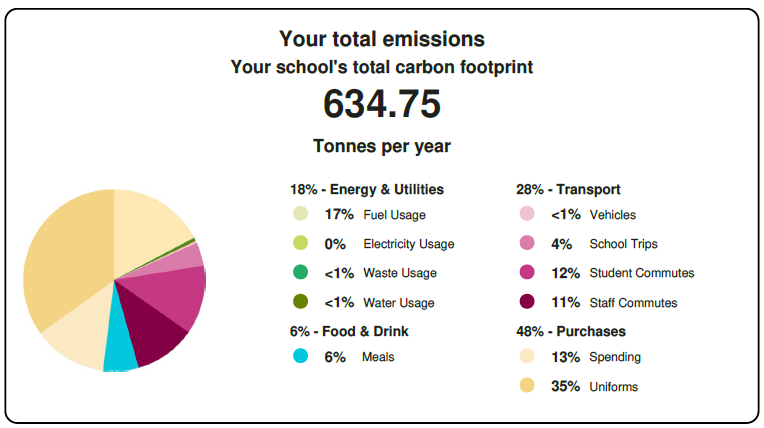 Your total emissions
Your school's total carbon footprint
634.75
Tonnes per year
18% - Energy & Utilities
17% Fuel Usage
0% Electricity Usage
<1% Waste Usage
<1% Water Usage
6% - Food & Drink
6% Meals
28% - Transport
<1% Vehicles
4% School Trips
12% Student Commutes
11% Staff Commutes
48% - Purchases
13% Spending
35% Uniforms